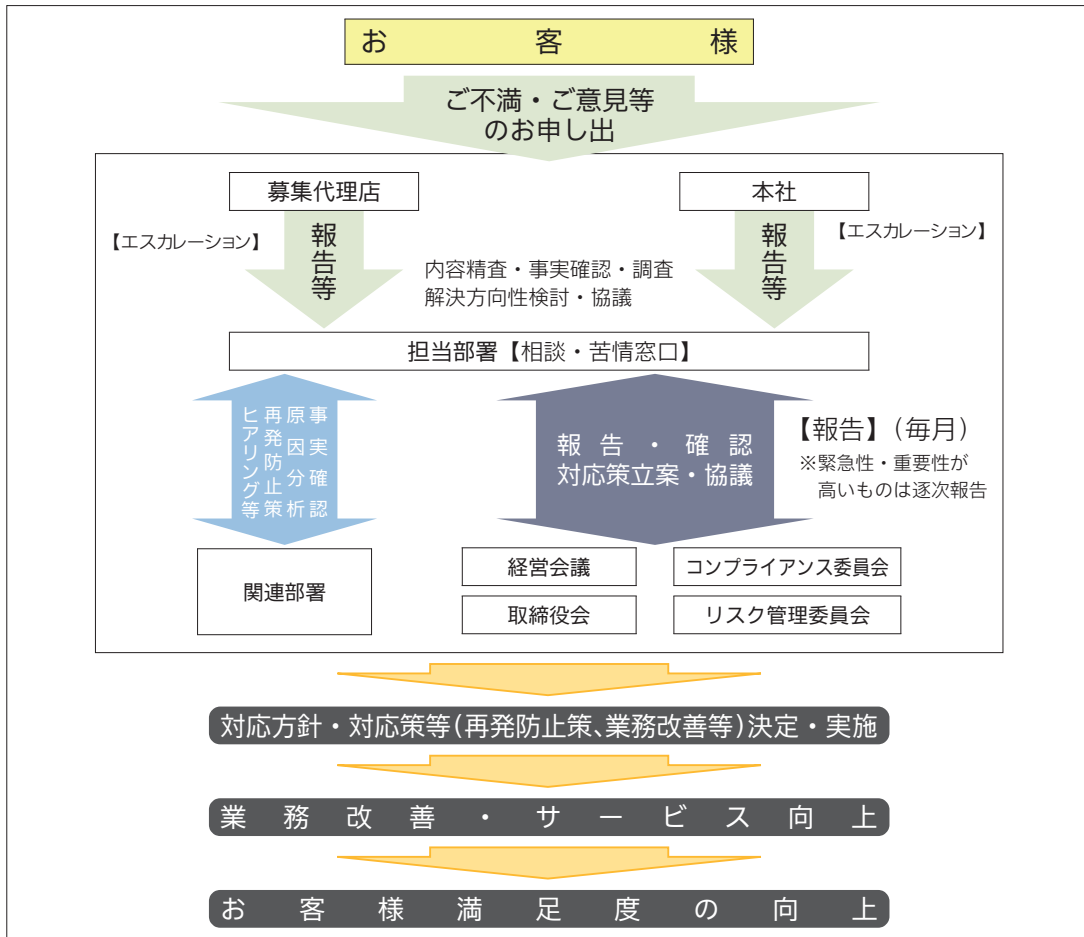 お客様
ご不満・ご意見等
のお申し出
募集代理店
本社
【エスカレーション】
報告等
報告等
【エスカレーション】
内容精査・事実確認・調査
解決方向性検討・協議
担当部署【相談・苦情窓口】
事実確認
原因分析
再発防止策
ヒアリング等
報告・確認
対応策立案・協議
【報告】(毎月)
※緊急性・重要性が
高いものは逐次報告
関連部署
経営会議
コンプライアンス委員会
取締役会
リスク管理委員会
対応方針・対応策等(再発防止策、業務改善等)決定・実施
業務改善・サービス向上
お客様満足度の向上